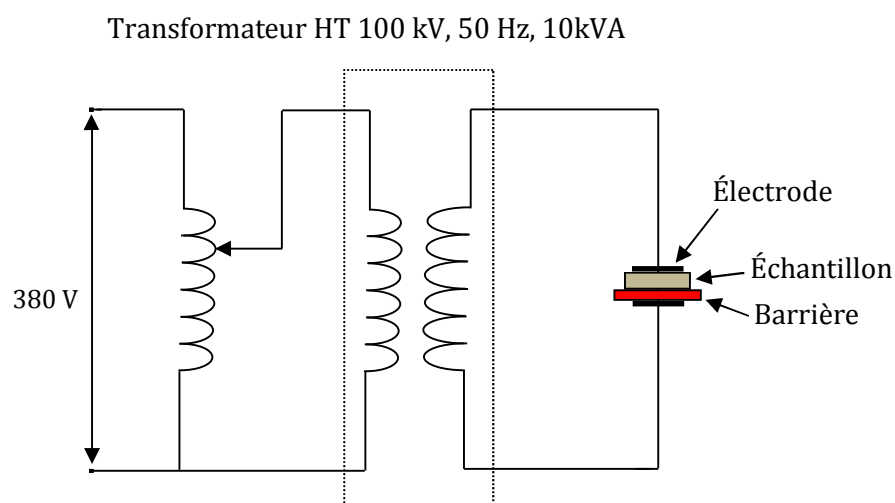 Transformateur HT 100 kV, 50 Hz, 10kVA
Électrode
Échantillon
380 V
Barrière